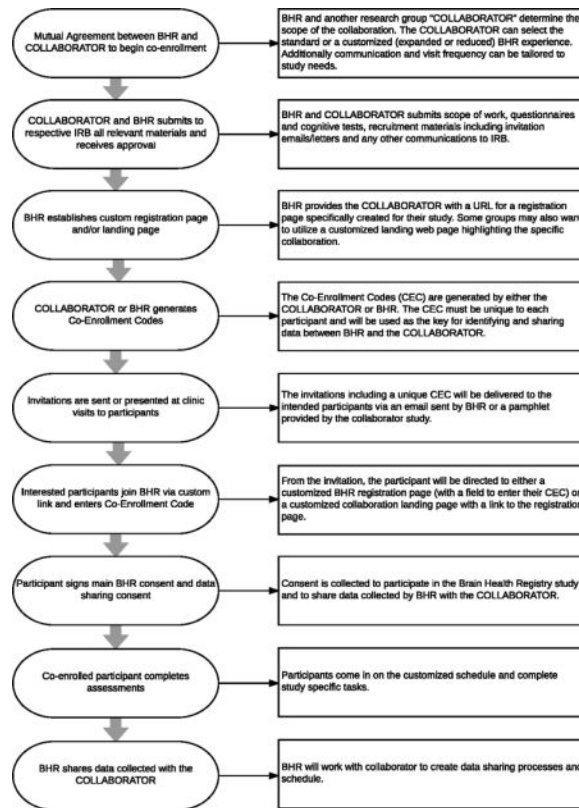 Mutual Agreement between BHR
and COLLABORATOR to begin co-enrollment
BHR and another research group "COLLABORATOR" determine the
scope of the collaboration. The COLLABORATOR can select the
standard or a customized (expanded or reduced) BHR experience.
Additionally communication and visit frequency can be tailored to
study needs.
COLLABORATOR and BHR submits to
respective IRB all relevant materials and
receives approval
BHR and COLLABORATOR submits scope of work, questionnaires
and cognitive tests, recruitment materials including invitation
emails/letters and any other communications to IRB.
BHR establishes custom registration page
and/or landing page
BHR provides the COLLABORATOR with a URL for a registration
page specifically created for their study. Some groups may also wan
to utilize a customized landing web page highlighting the specific
collaboration.
COLLABORATOR or BHR generates
Co-Enrollment Codes
The Co-Enrollment Codes (CEC) are generated by either the
COLLABORATOR or BHR. The CEC must be unique to each
participant and will be used as the key for identifying and sharing
data between BHR and the COLLABORATOR.
Invitations are sent or presented at clinic
visits to participants
The invitations including a unique CEC will be delivered to the
intended participants via an email sent by BHR or a pamphlet
provided by the collaborator study.
Interested participants join BHR via custom
link and enters Co-Enrollment Code
From the invitation, the participant will be directed to either a
customized BHR registration page (with a field to enter their CEC) or
a customized collaboration landing page with a link to the registration
page.
Participant signs main BHR consent and data
sharing consent
Consent is collected to participate in the Brain Health Registry study
and to share data collected by BHR with the COLLABORATOR.
Co-enrolled participant completes
assessments
Participants come in on the customized schedule and complete
study specific tasks.
BHR shares data collected with the
COLLABORATOR
BHR will work with collaborator to create data sharing processes and
schedule.